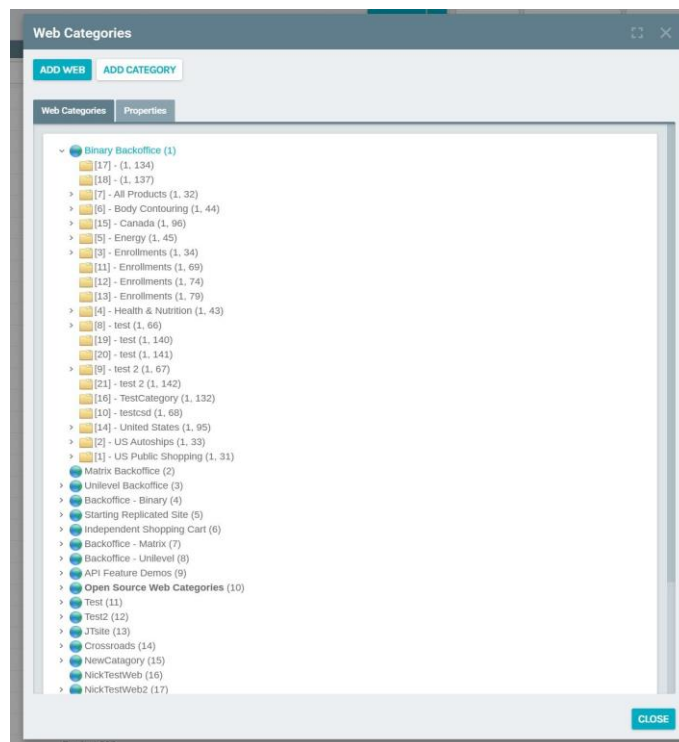 Web Categories
ADD WEB ADD CATEGORY
Web Categories Properties
Binary Backoffice (1)
[17] - (1, 134)
[18] - (1, 137)
[7] - All Products (1, 32)
[6] - Body Contouring (1, 44)
[15] - Canada (1, 96)
[5] - Energy (1, 45)
[3] - Enrollments (1, 34)
[11] - Enrollments (1, 69)
[12] - Enrollments (1, 74)
[13] - Enrollments (1, 79)
[4] - Health & Nutrition (1, 43)
[8] - test (1, 66)
[19] - test (1, 140)
[20] - test (1, 141)
[9] - test 2 (1, 67)
[21] - test 2 (1, 142)
[16] - TestCategory (1, 132)
[10] - testcsd (1, 68)
[14] - United States (1, 95)
[2] - US Autoships (1, 33)
[1] - US Public Shopping (1, 31)
Matrix Backoffice (2)
Unilevel Backoffice (3)
Backoffice - Binary (4)
Starting Replicated Site (5)
Independent Shopping Cart (6)
Backoffice - Matrix (7)
Backoffice - Unilevel (8)
API Feature Demos (9)
Open Source Web Categories (10)
Test (11)
Test2 (12)
JTsite (13)
Crossroads (14)
NewCatagory (15)
NickTestWeb (16)
NickTestWeb2 (17)
CLOSE